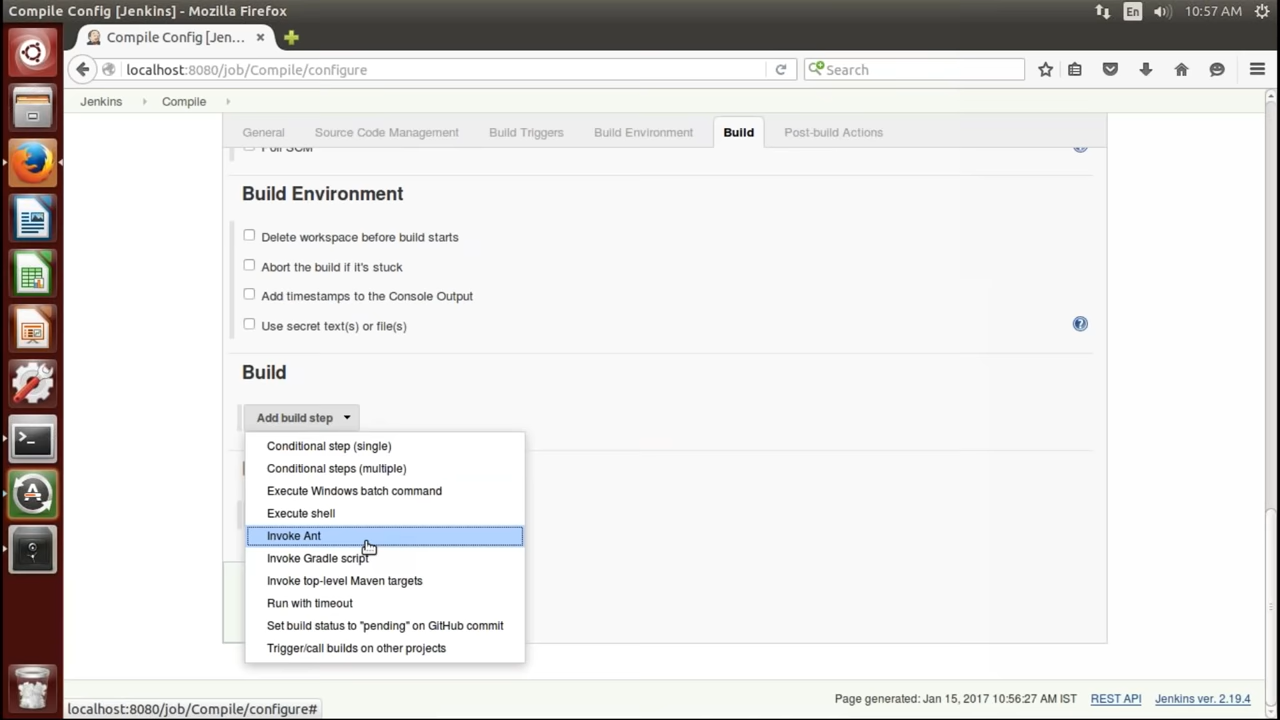 Compile Config [Jenkins] - Mozilla Firefox
En
10:57 AM
Compile Config [Jen...
localhost:8080/job/Compile/configure
Search
Jenkins
Compile
General
Source Code Management
Build Triggers
Build Environment
Build
Post-build Actions
Poll SCM
Build Environment
Delete workspace before build starts
Abort the build if it's stuck
Add timestamps to the Console Output
Use secret text(s) or file(s)
Build
Add build step
Conditional step (single)
Conditional steps (multiple)
Execute Windows batch command
Execute shell
Invoke Ant
Invoke Gradle script
Invoke top-level Maven targets
Run with timeout
Set build status to "pending" on GitHub commit
Trigger/call builds on other projects
Page generated: Jan 15, 2017 10:56:27 AM IST
REST API
Jenkins ver. 2.19.4
localhost:8080/job/Compile/configure#